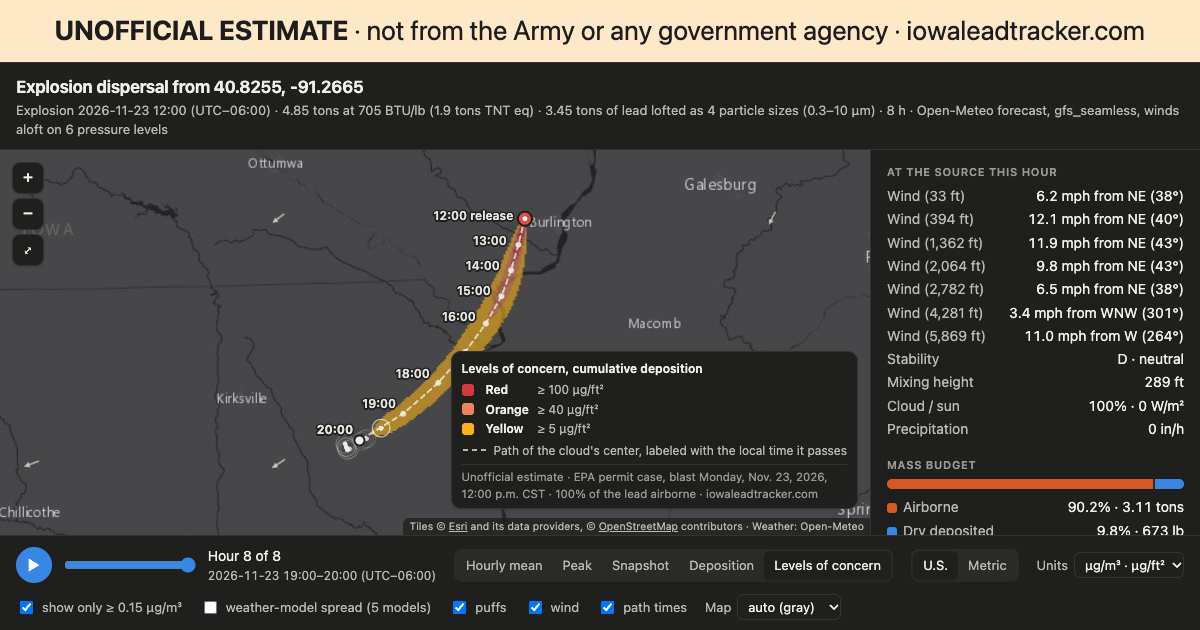 UNOFFICIAL ESTIMATE · not from the Army or any government agency · iowaleadtracker.com
Explosion dispersal from 40.8255, -91.2665
Explosion 2026-11-23 12:00 (UTC−06:00) · 4.85 tons at 705 BTU/lb (1.9 tons TNT eq) · 3.45 tons of lead lofted as 4 particle sizes (0.3–10 µm) · 8 h · Open-Meteo forecast, gfs_seamless, winds
aloft on 6 pressure levels
+
−
⤢
Ottumwa
Galesburg
IOWA
12:00 release
Burlington
13:00
14:00
15:00
16:00
Macomb
18:00
Kirksville
19:00
20:00
Chillicothe
Sprin
Levels of concern, cumulative deposition
Red ≥ 100 µg/ft²
Orange ≥ 40 µg/ft²
Yellow ≥ 5 µg/ft²
Path of the cloud's center, labeled with the local time it passes
Unofficial estimate · EPA permit case, blast Monday, Nov. 23, 2026,
12:00 p.m. CST · 100% of the lead airborne · iowaleadtracker.com
Tiles © Esri and its data providers, © OpenStreetMap contributors · Weather: Open-Meteo
AT THE SOURCE THIS HOUR
Wind (33 ft) 6.2 mph from NE (38°)
Wind (394 ft) 12.1 mph from NE (40°)
Wind (1,362 ft) 11.9 mph from NE (43°)
Wind (2,064 ft) 9.8 mph from NE (43°)
Wind (2,782 ft) 6.5 mph from NE (38°)
Wind (4,281 ft) 3.4 mph from WNW (301°)
Wind (5,869 ft) 11.0 mph from W (264°)
Stability D · neutral
Mixing height 289 ft
Cloud / sun 100% · 0 W/m²
Precipitation 0 in/h
MASS BUDGET
Airborne 90.2% · 3.11 tons
Dry deposited 9.8% · 673 lb
Hour 8 of 8
2026-11-23 19:00–20:00 (UTC−06:00)
Hourly mean Peak Snapshot Deposition Levels of concern
U.S. Metric
Units µg/m³ · µg/ft²
show only ≥ 0.15 µg/m³ weather-model spread (5 models) puffs wind path times Map auto (gray)